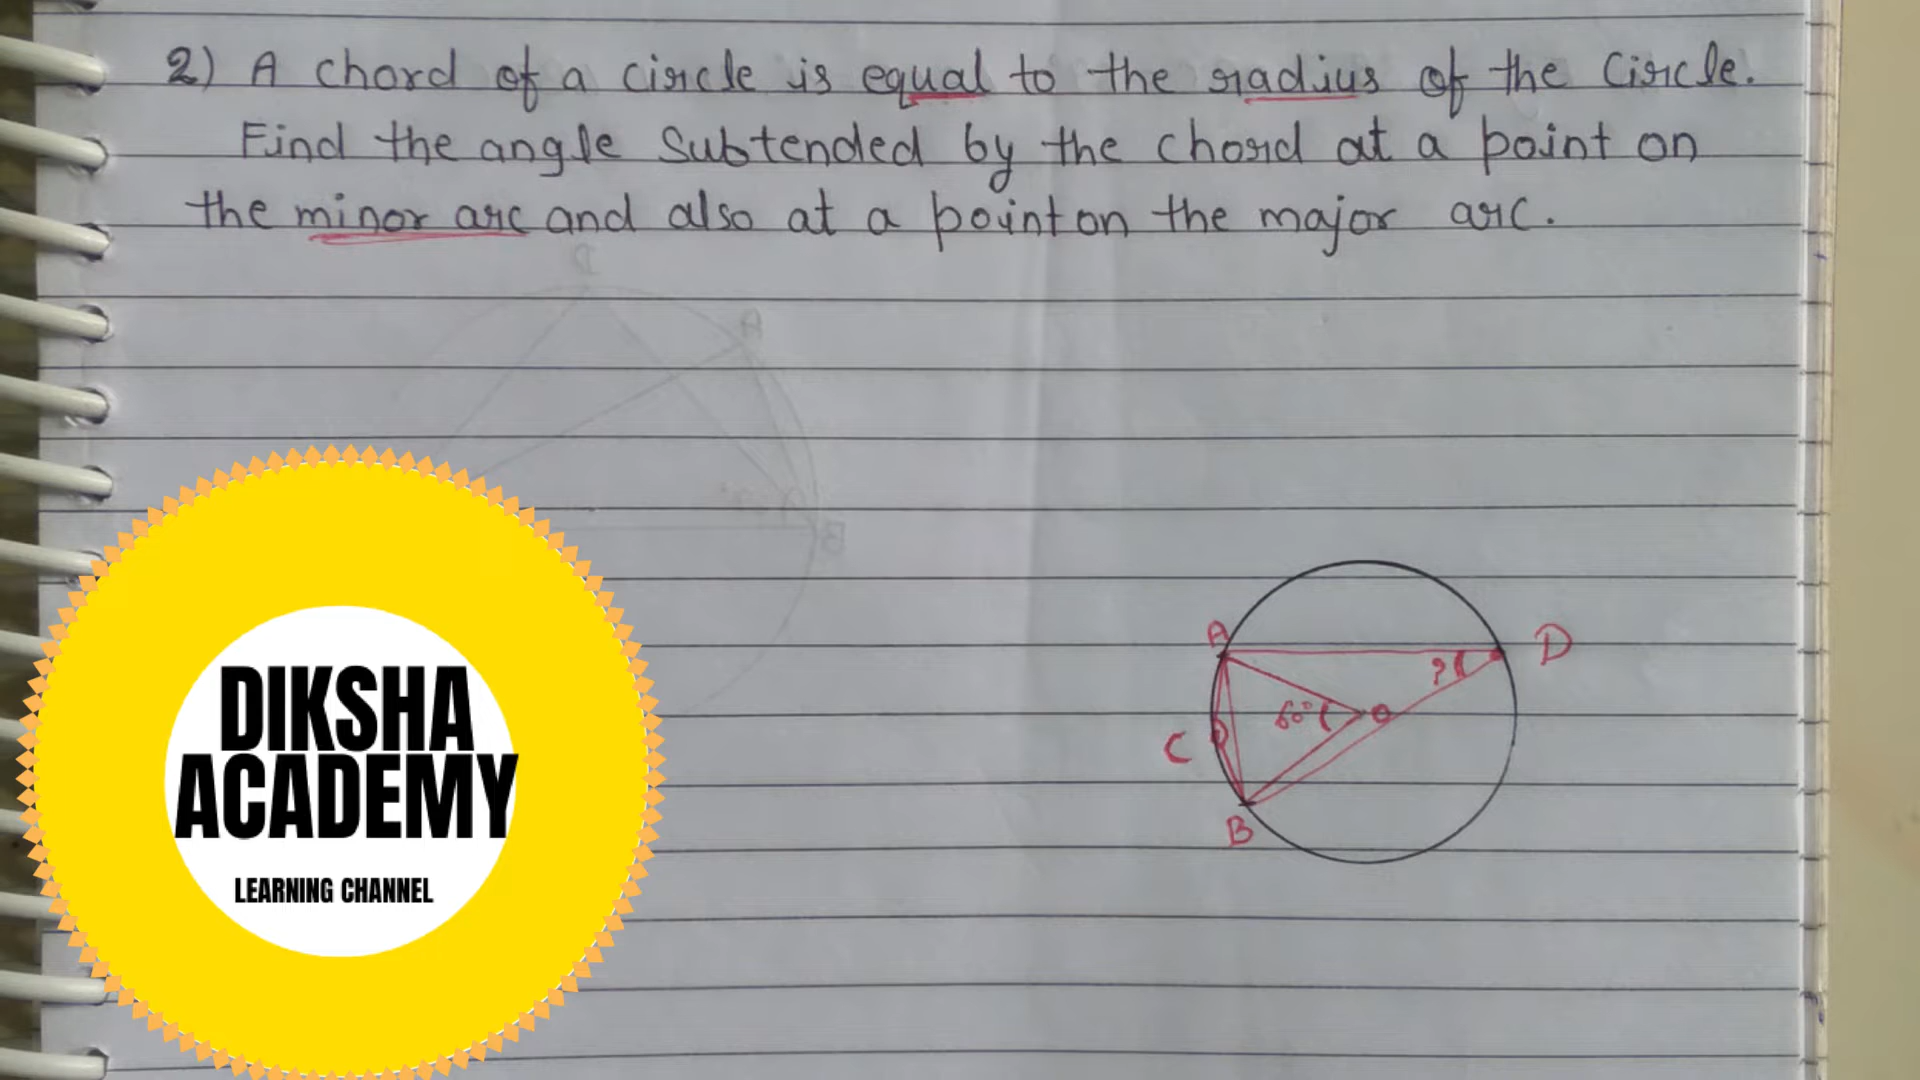 2) A chord of a circle is equal to the radius of the Circle.
Find the angle Subtended by the chord at a point on
the minor arc and also at a point on the major arc.
D
A
B
A
D
?
60°
O
C
B
DIKSHA
ACADEMY
LEARNING CHANNEL